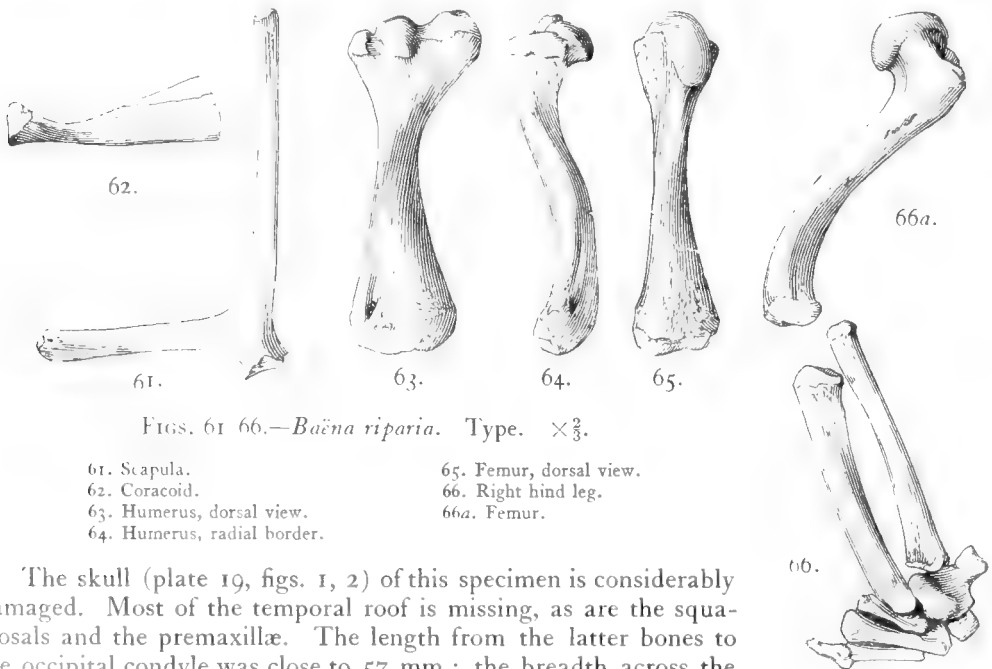 62.
66a.
61.
63.
64.
65.
FIGS. 61 66.—Baëna riparia. Type. ×⅔.
61. Scapula.
62. Coracoid.
63. Humerus, dorsal view.
64. Humerus, radial border.
65. Femur, dorsal view.
66. Right hind leg.
66a. Femur.
66.
The skull (plate 19, figs. 1, 2) of this specimen is considerably
amaged. Most of the temporal roof is missing, as are the squa-
osals and the premaxillæ. The length from the latter bones to
e occipital condyle was close to 57 mm.; the breadth across the